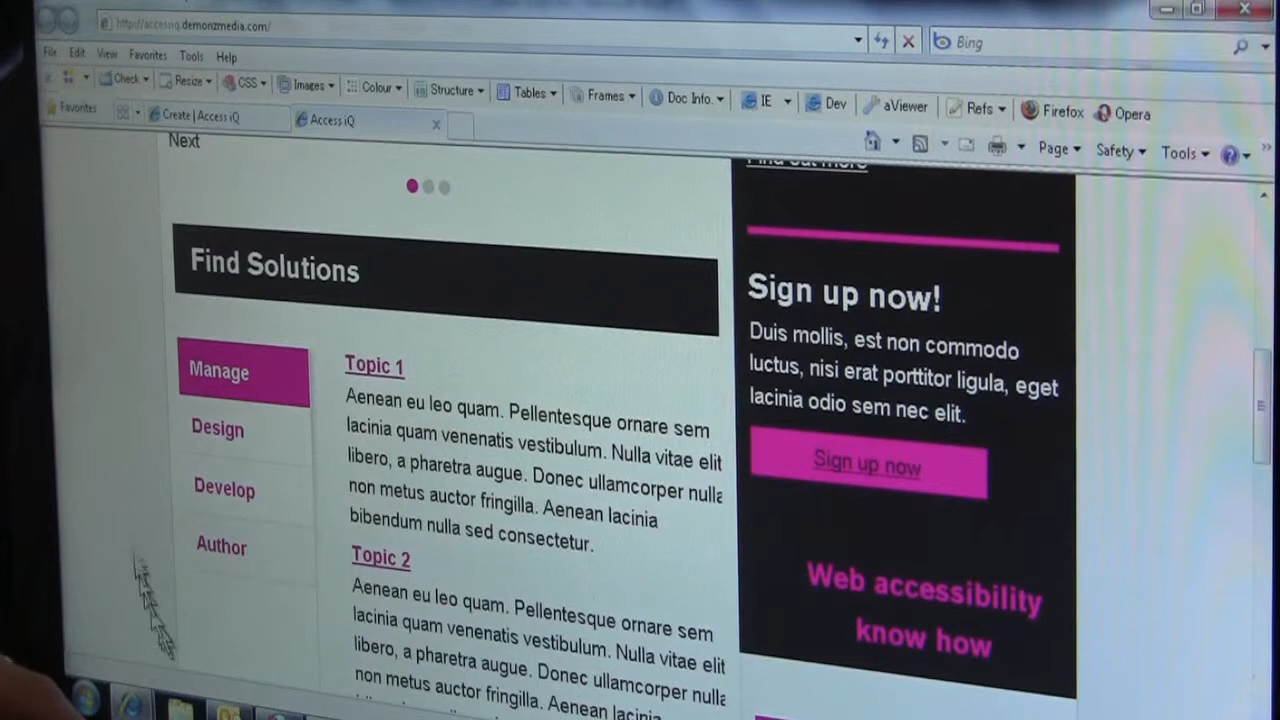 http://accessiq.demonzmedia.com/
Bing
File Edit View Favorites Tools Help
Check Resize CSS Images Colour Structure Tables Frames Doc Info. IE Dev aViewer Refs Firefox Opera
Favorites
Create | Access iQ
Access iQ
Page Safety Tools
Next
Find out more
Find Solutions
Manage
Design
Develop
Author
Topic 1
Aenean eu leo quam. Pellentesque ornare sem
lacinia quam venenatis vestibulum. Nulla vitae elit
libero, a pharetra augue. Donec ullamcorper nulla
non metus auctor fringilla. Aenean lacinia
bibendum nulla sed consectetur.
Topic 2
Aenean eu leo quam. Pellentesque ornare sem
lacinia quam venenatis vestibulum. Nulla vitae elit
libero, a pharetra augue. Donec ullamcorper nulla
non metus auctor fringilla. Aenean lacinia
Sign up now!
Duis mollis, est non commodo
luctus, nisi erat porttitor ligula, eget
lacinia odio sem nec elit.
Sign up now
Web accessibility
know how